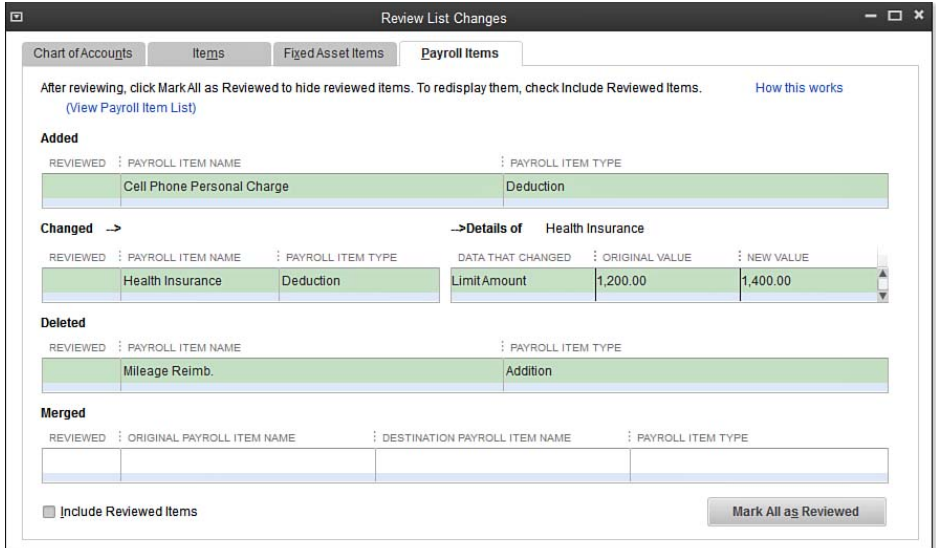 Review List Changes
Chart of Accounts Items Fixed Asset Items Payroll Items
After reviewing, click Mark All as Reviewed to hide reviewed items. To redisplay them, check Include Reviewed Items. How this works
(View Payroll Item List)
Added
REVIEWED PAYROLL ITEM NAME PAYROLL ITEM TYPE
Cell Phone Personal Charge Deduction
Changed --> -->Details of Health Insurance
REVIEWED PAYROLL ITEM NAME PAYROLL ITEM TYPE DATA THAT CHANGED ORIGINAL VALUE NEW VALUE
Health Insurance Deduction Limit Amount 1,200.00 1,400.00
Deleted
REVIEWED PAYROLL ITEM NAME PAYROLL ITEM TYPE
Mileage Reimb. Addition
Merged
REVIEWED ORIGINAL PAYROLL ITEM NAME DESTINATION PAYROLL ITEM NAME PAYROLL ITEM TYPE
Include Reviewed Items Mark All as Reviewed